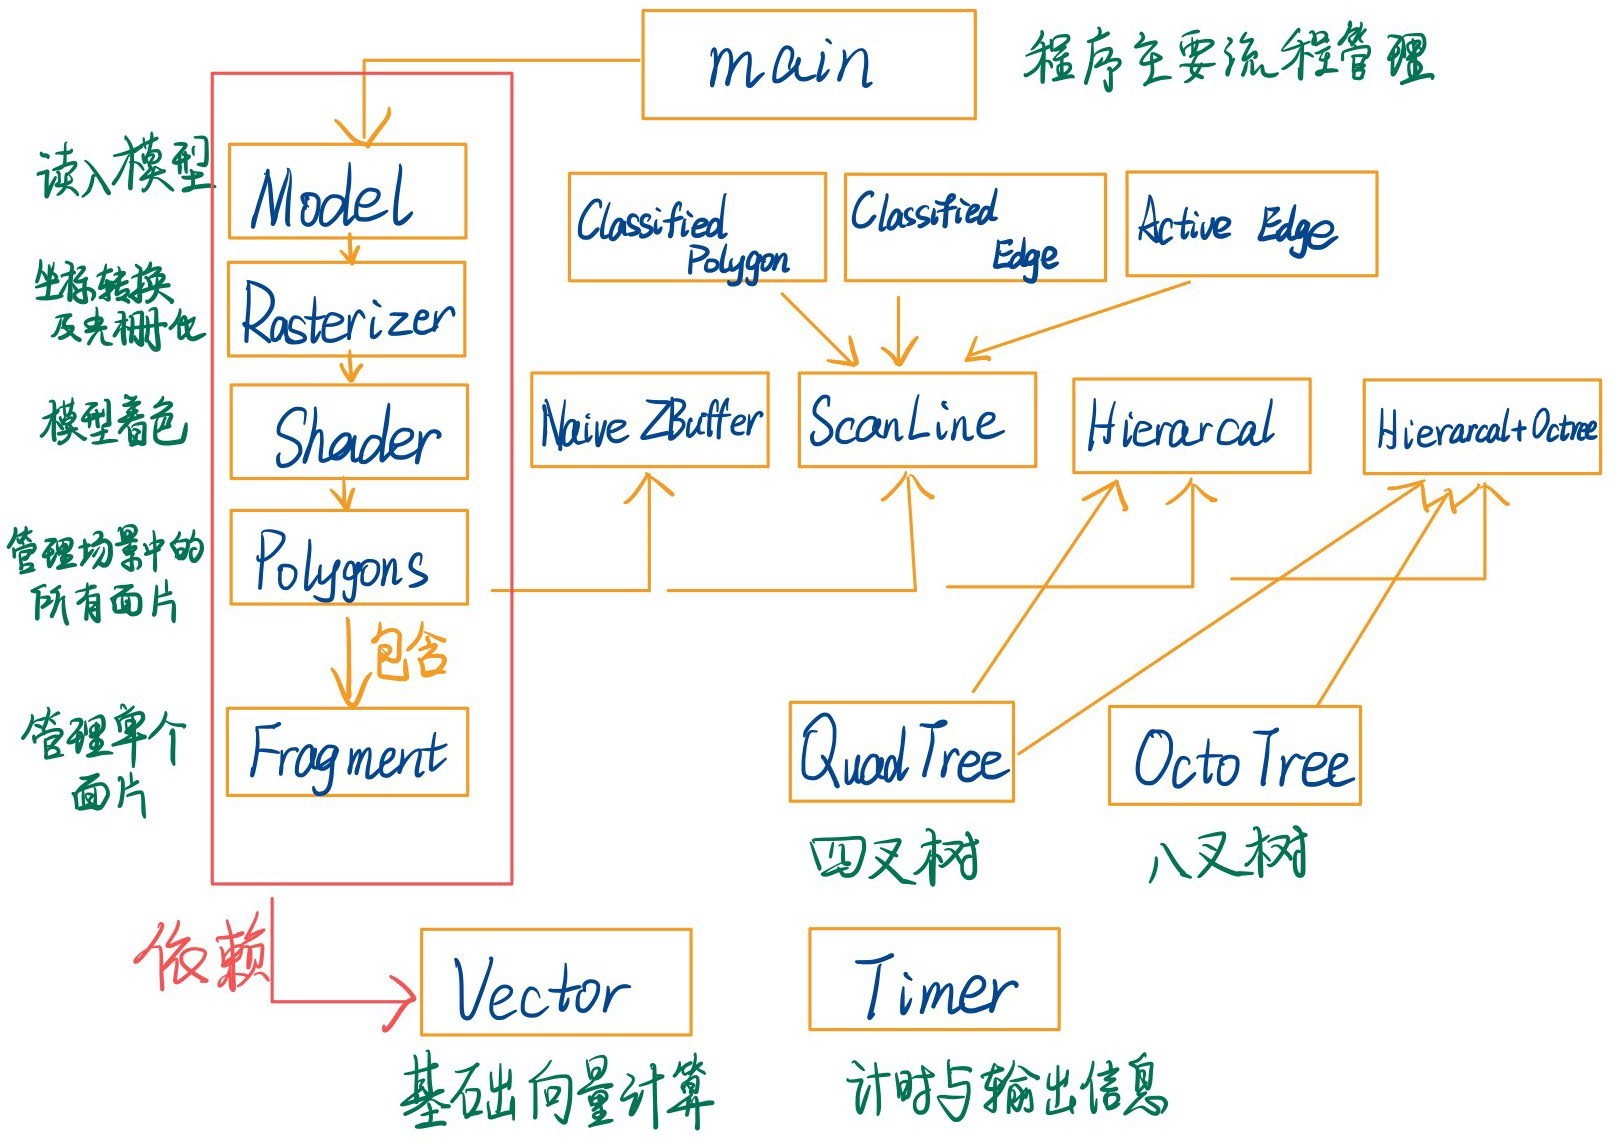 main
程序主要流程管理
读入模型
Model
Classified
Polygon
Classified
Edge
Active Edge
坐标转换
及光栅化
Rasterizer
模型着色
Shader
Naive ZBuffer
ScanLine
Hierarcal
Hierarcal+Octree
管理场景中的
所有面片
Polygons
包含
管理单个
面片
Fragment
QuadTree
OctoTree
四叉树
八叉树
依赖
Vector
Timer
基础向量计算
计时与输出信息